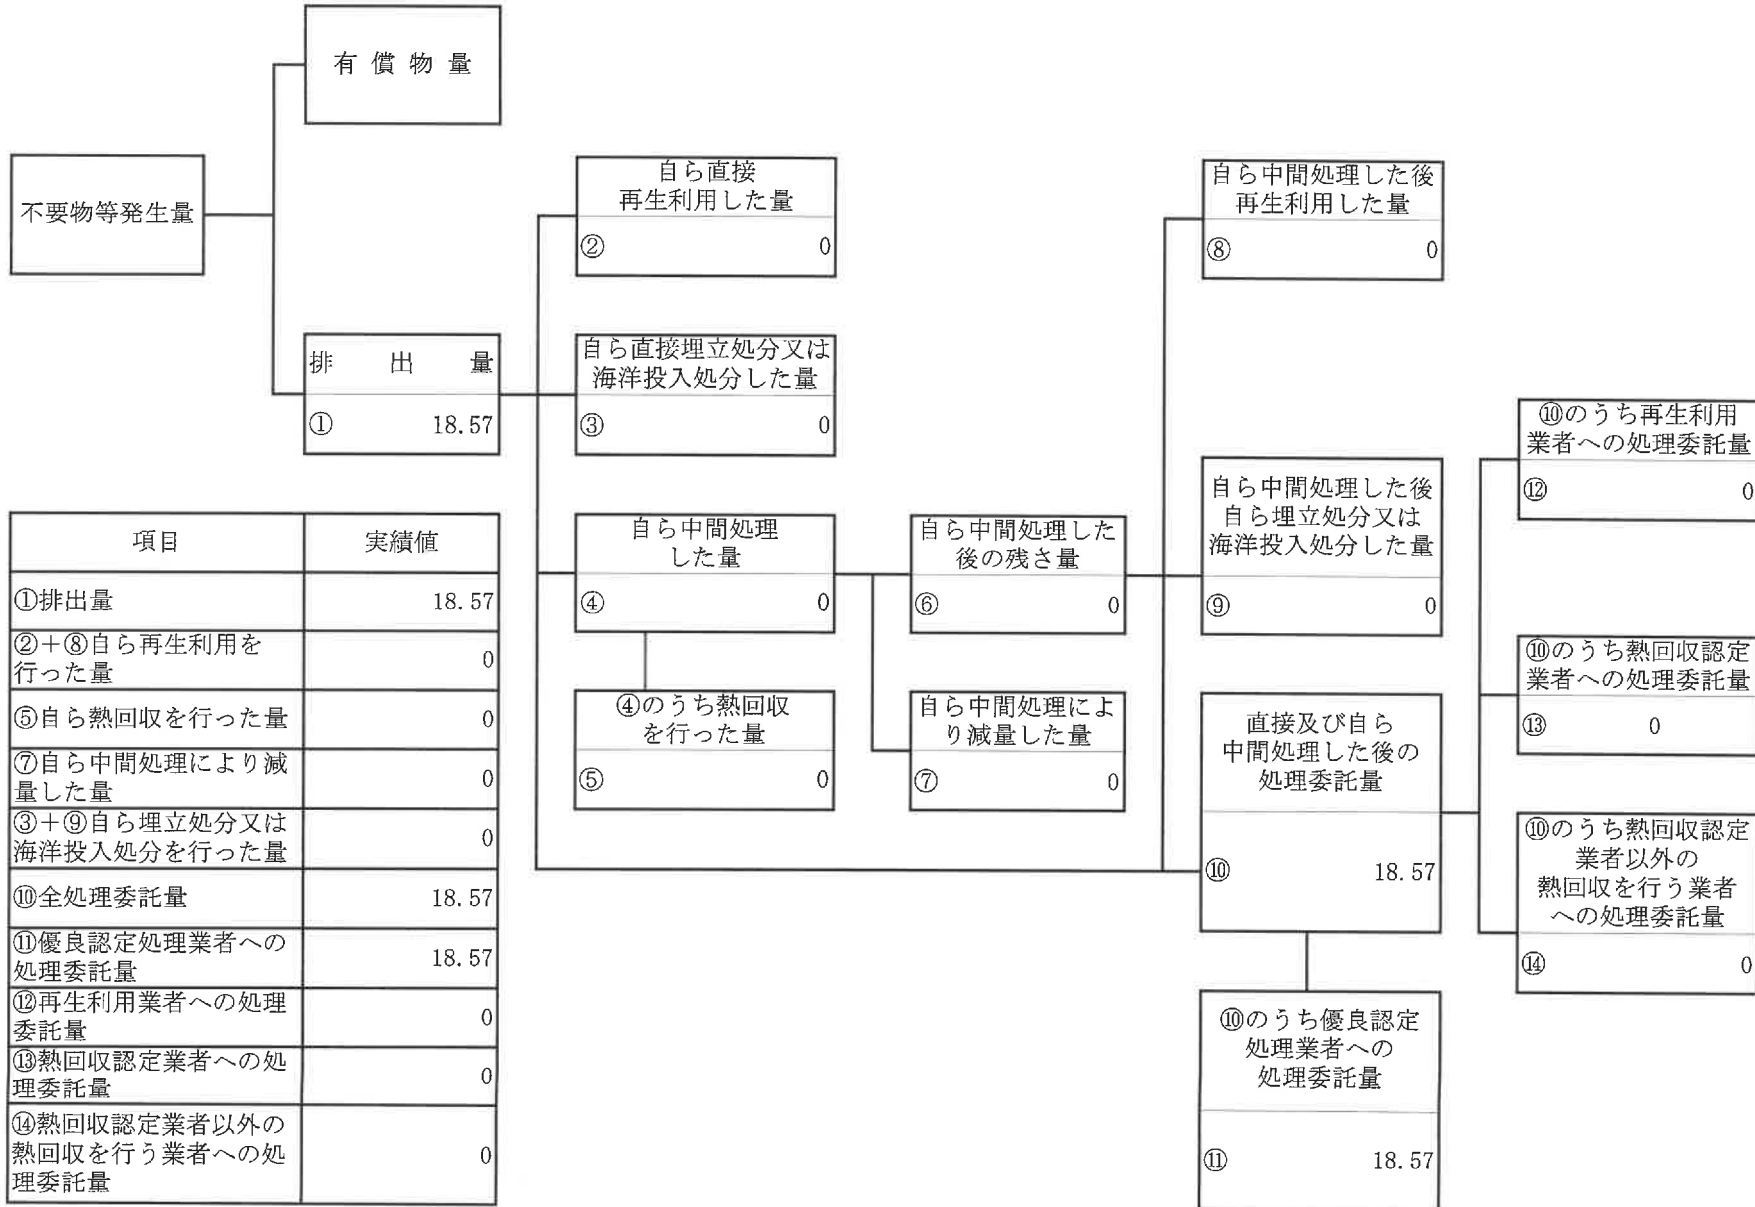 有償物量
不要物等発生量
排出量
① 18.57
自ら直接
再生利用した量
② 0
自ら直接埋立処分又は
海洋投入処分した量
③ 0
自ら中間処理
した量
④ 0
④のうち熱回収
を行った量
⑤ 0
自ら中間処理した
後の残さ量
⑥ 0
自ら中間処理によ
り減量した量
⑦ 0
自ら中間処理した後
再生利用した量
⑧ 0
自ら中間処理した後
自ら埋立処分又は
海洋投入処分した量
⑨ 0
直接及び自ら
中間処理した後の
処理委託量
⑩ 18.57
⑩のうち優良認定
処理業者への
処理委託量
⑪ 18.57
⑩のうち再生利用
業者への処理委託量
⑫ 0
⑩のうち熱回収認定
業者への処理委託量
⑬ 0
⑩のうち熱回収認定
業者以外の
熱回収を行う業者
への処理委託量
⑭ 0
項目 実績値
①排出量 18.57
②+⑧自ら再生利用を
行った量 0
⑤自ら熱回収を行った量 0
⑦自ら中間処理により減
量した量 0
③+⑨自ら埋立処分又は
海洋投入処分を行った量 0
⑩全処理委託量 18.57
⑪優良認定処理業者への
処理委託量 18.57
⑫再生利用業者への処理
委託量 0
⑬熱回収認定業者への処
理委託量 0
⑭熱回収認定業者以外の
熱回収を行う業者への処
理委託量 0